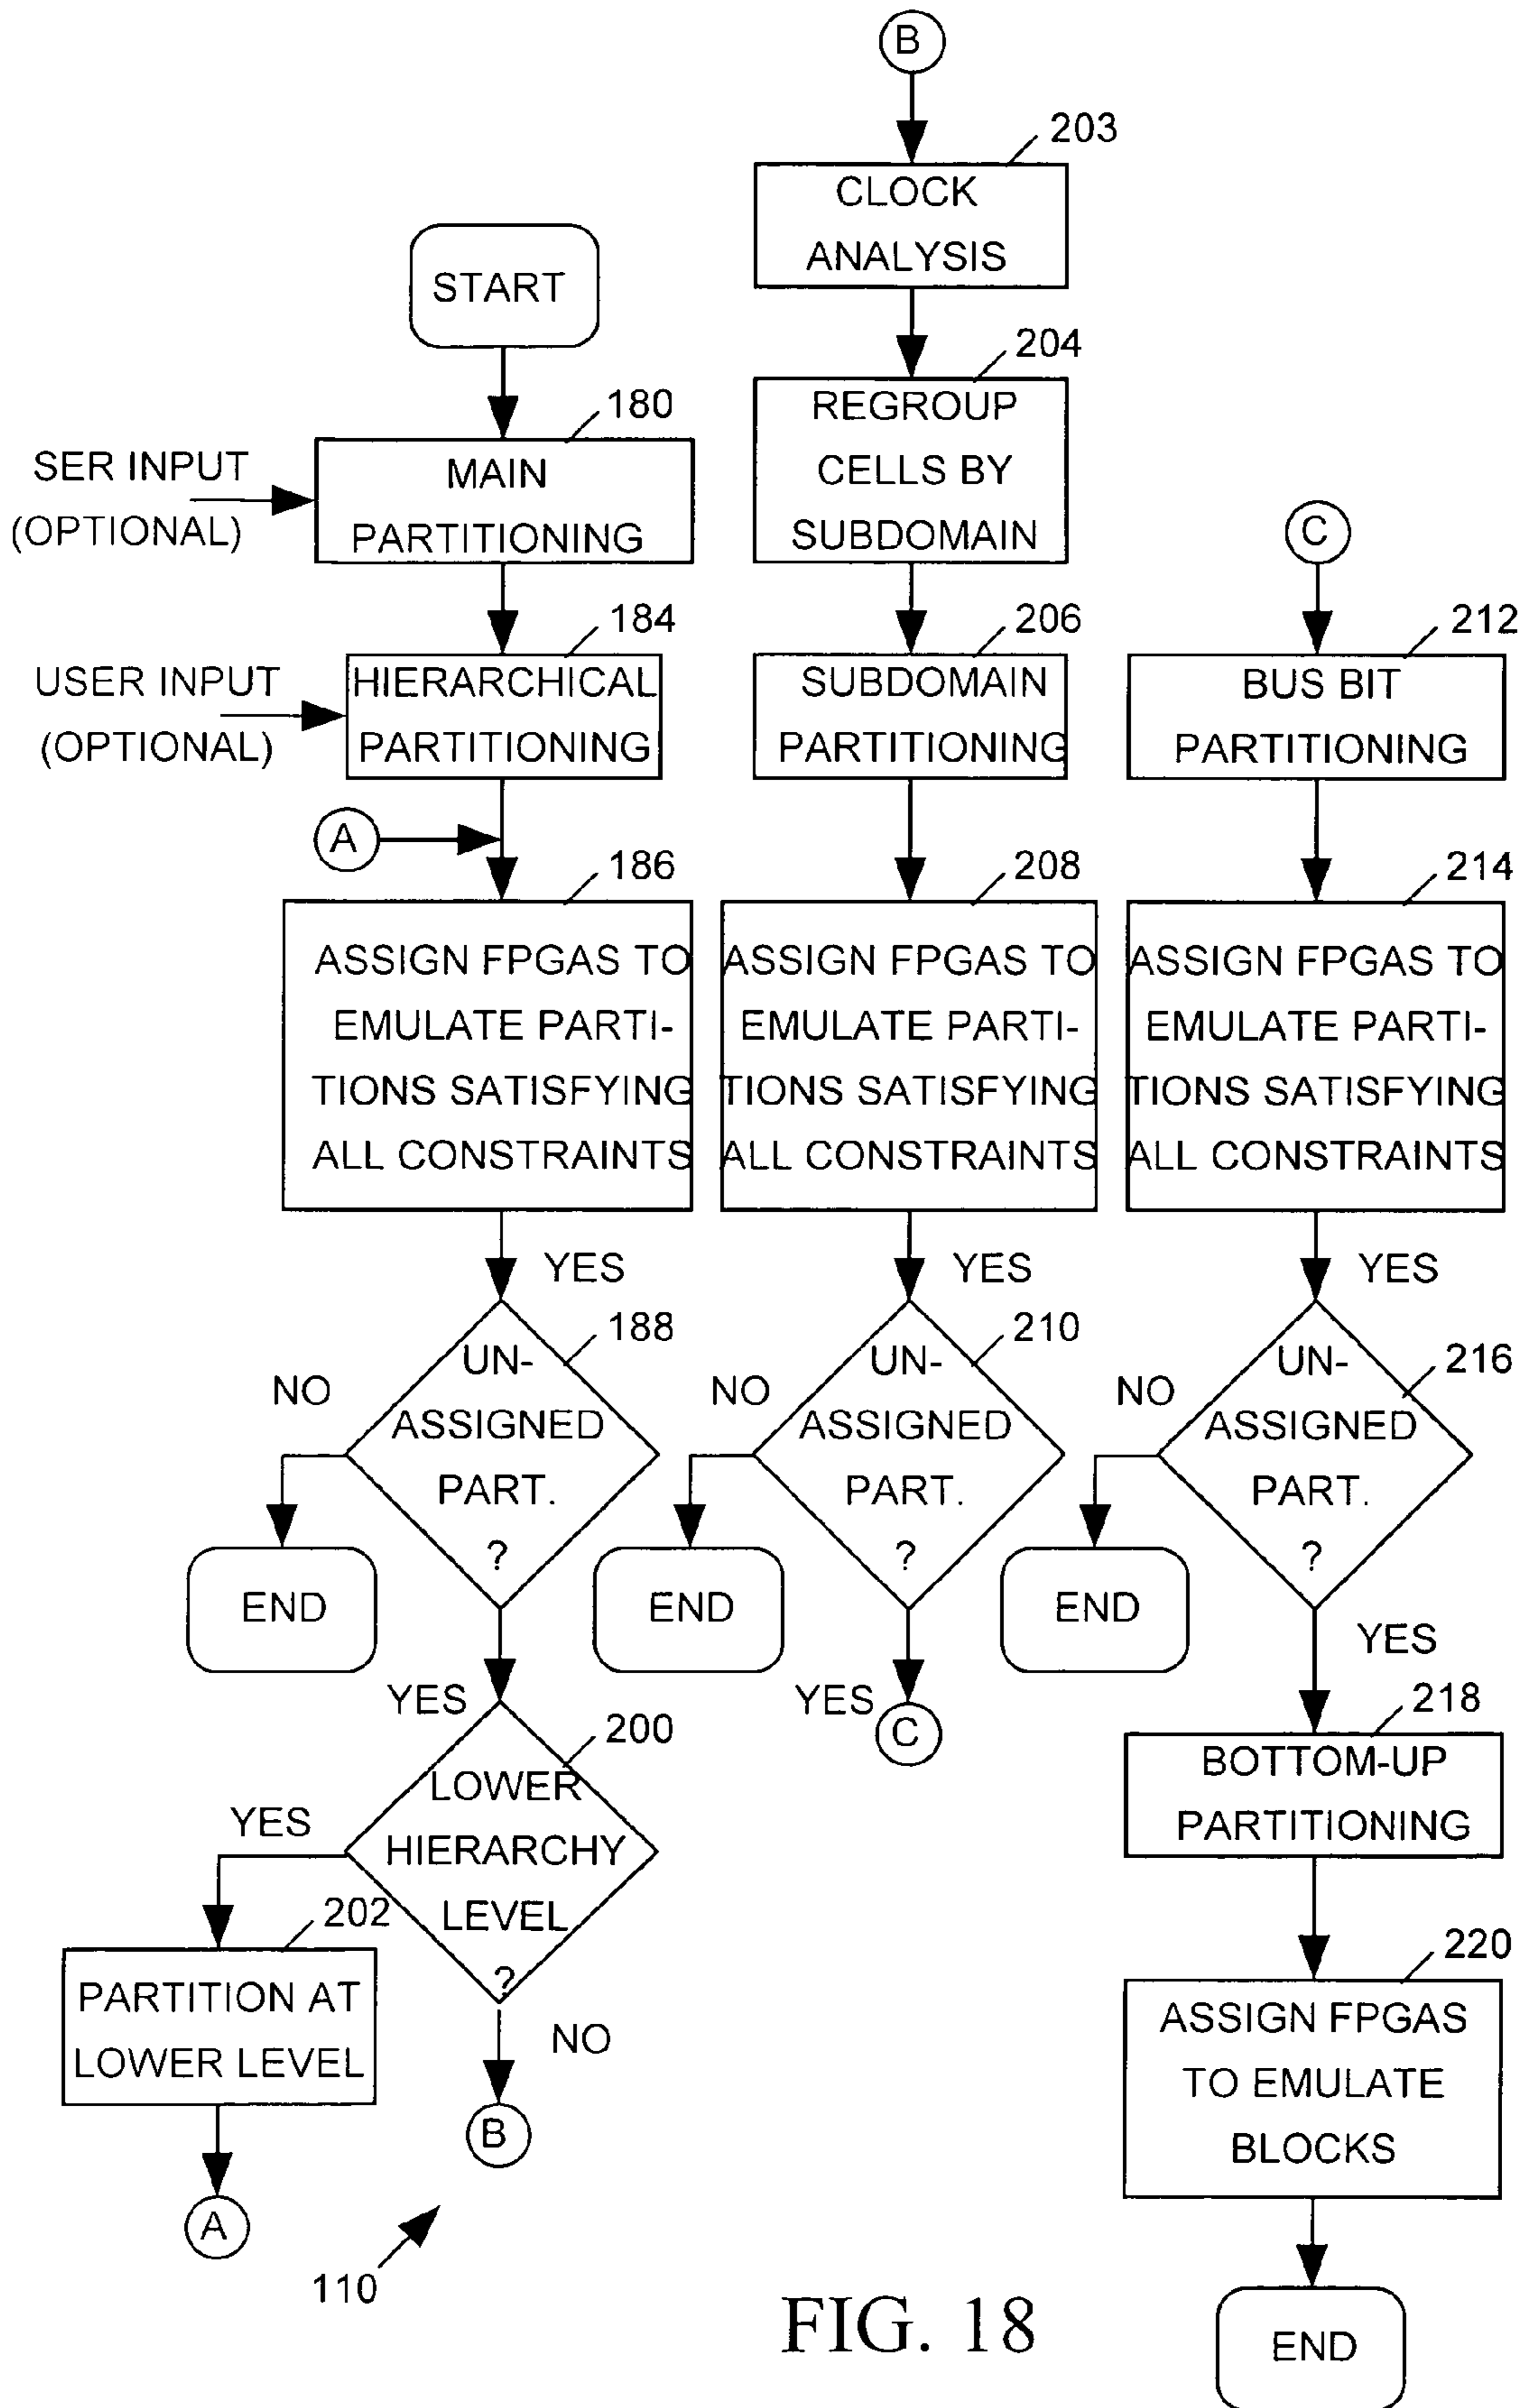 START
180
SER INPUT
(OPTIONAL)
MAIN
PARTITIONING
184
USER INPUT
(OPTIONAL)
HIERARCHICAL
PARTITIONING
A
186
ASSIGN FPGAS TO
EMULATE PARTI-
TIONS SATISFYING
ALL CONSTRAINTS
YES
188
UN-
ASSIGNED
PART.
?
NO
END
YES
200
LOWER
HIERARCHY
LEVEL
?
YES
202
PARTITION AT
LOWER LEVEL
A
NO
B
110
B
203
CLOCK
ANALYSIS
204
REGROUP
CELLS BY
SUBDOMAIN
206
SUBDOMAIN
PARTITIONING
208
ASSIGN FPGAS TO
EMULATE PARTI-
TIONS SATISFYING
ALL CONSTRAINTS
YES
210
UN-
ASSIGNED
PART.
?
NO
END
YES
C
C
212
BUS BIT
PARTITIONING
214
ASSIGN FPGAS TO
EMULATE PARTI-
TIONS SATISFYING
ALL CONSTRAINTS
YES
216
UN-
ASSIGNED
PART.
?
NO
END
YES
218
BOTTOM-UP
PARTITIONING
220
ASSIGN FPGAS
TO EMULATE
BLOCKS
END
FIG. 18